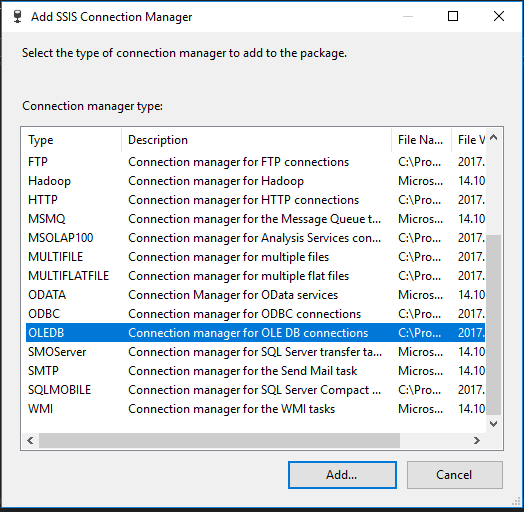 Add SSIS Connection Manager
Select the type of connection manager to add to the package.
Connection manager type:
Type Description File Na... File V
FTP Connection manager for FTP connections C:\Pro... 2017.
Hadoop Connection manager for Hadoop Micros... 14.10
HTTP Connection manager for HTTP connections C:\Pro... 2017.
MSMQ Connection manager for the Message Queue t... Micros... 14.10
MSOLAP100 Connection manager for Analysis Services con... C:\Pro... 2017.
MULTIFILE Connection manager for multiple files C:\Pro... 2017.
MULTIFLATFILE Connection manager for multiple flat files C:\Pro... 2017.
ODATA Connection Manager for OData services Micros... 14.10
ODBC Connection manager for ODBC connections C:\Pro... 2017.
OLEDB Connection manager for OLE DB connections C:\Pro... 2017.
SMOServer Connection manager for SQL Server transfer ta... Micros... 14.10
SMTP Connection manager for the Send Mail task Micros... 14.10
SQLMOBILE Connection manager for SQL Server Compact ... C:\Pro... 2017.
WMI Connection manager for the WMI tasks Micros... 14.10
Add... Cancel